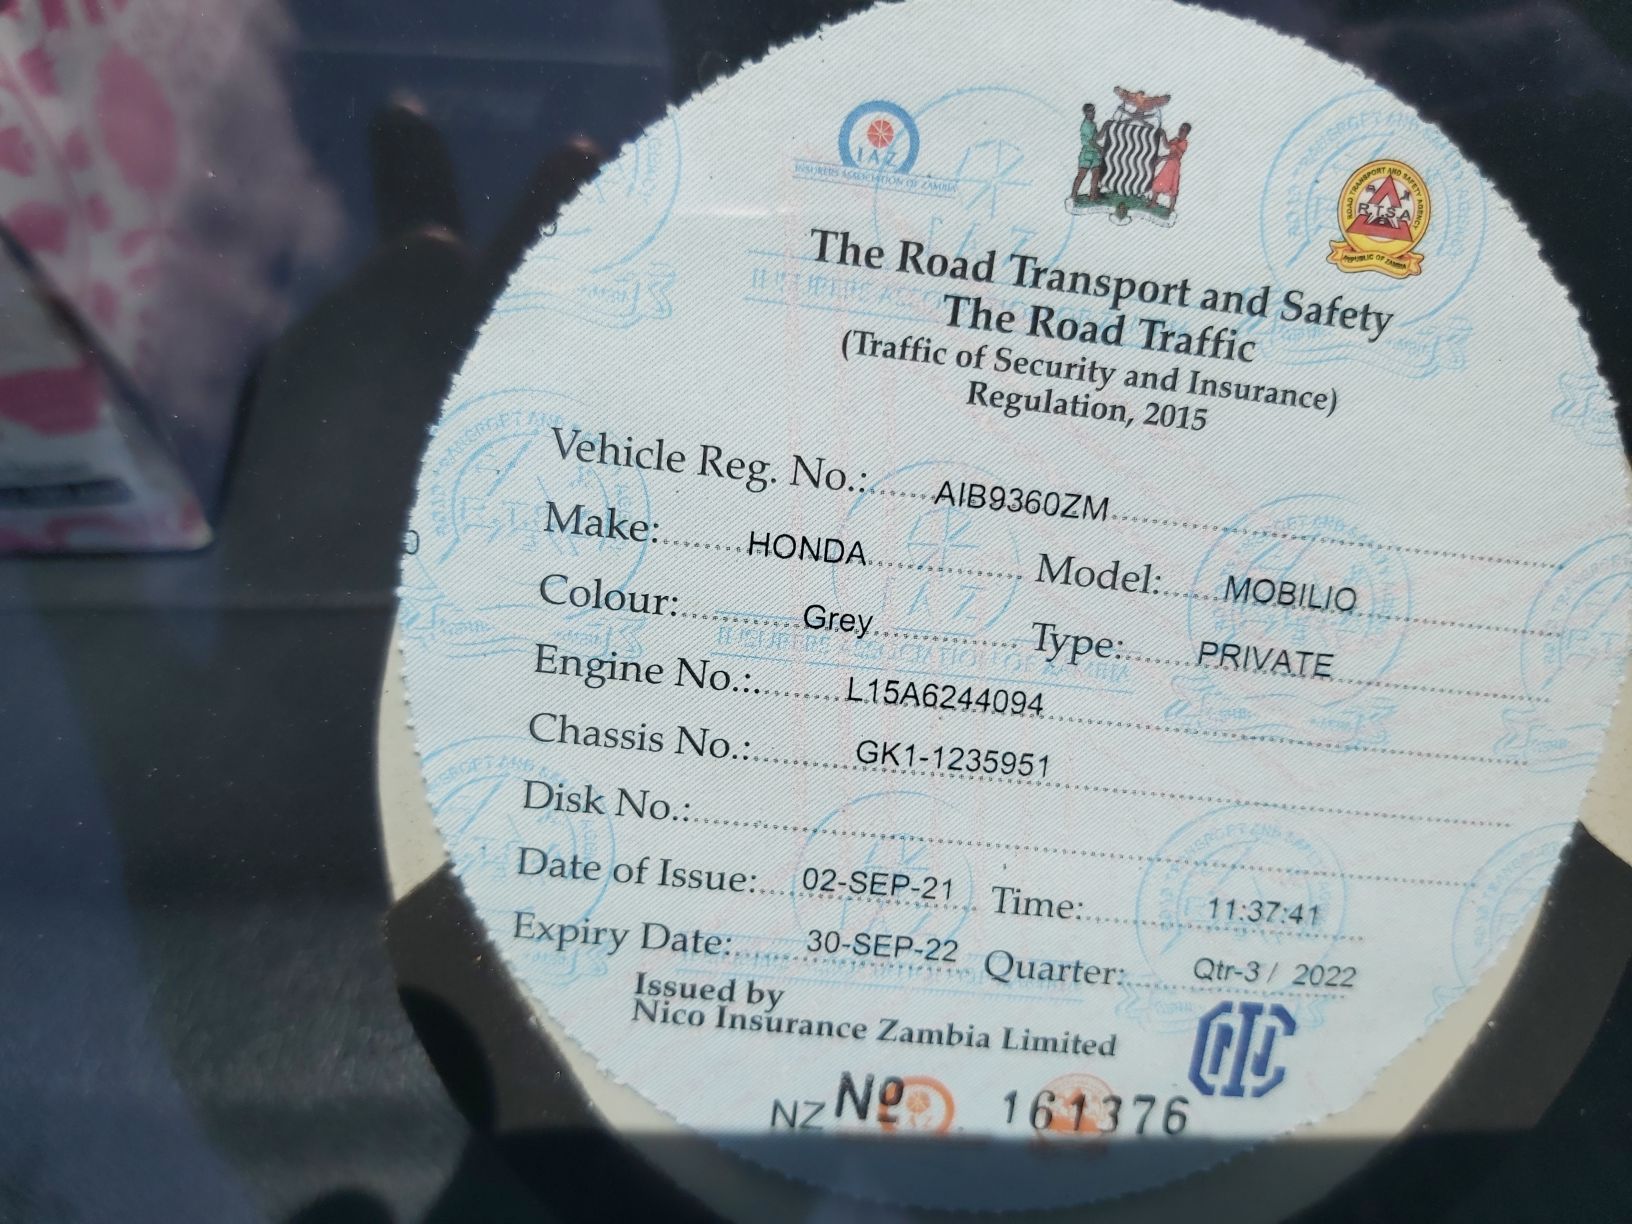 IAZ
INSURERS ASSOCIATION OF ZAMBIA
ROAD TRANSPORT AND SAFETY AGENCY
RTSA
REPUBLIC OF ZAMBIA
The Road Transport and Safety
The Road Traffic
(Traffic of Security and Insurance)
Regulation, 2015
Vehicle Reg. No.: AIB9360ZM
Make: HONDA Model: MOBILIO
Colour: Grey Type: PRIVATE
Engine No.: L15A6244094
Chassis No.: GK1-1235951
Disk No.:
Date of Issue: 02-SEP-21 Time: 11:37:41
Expiry Date: 30-SEP-22 Quarter: Qtr-3 / 2022
Issued by
Nico Insurance Zambia Limited
NZ № 161376